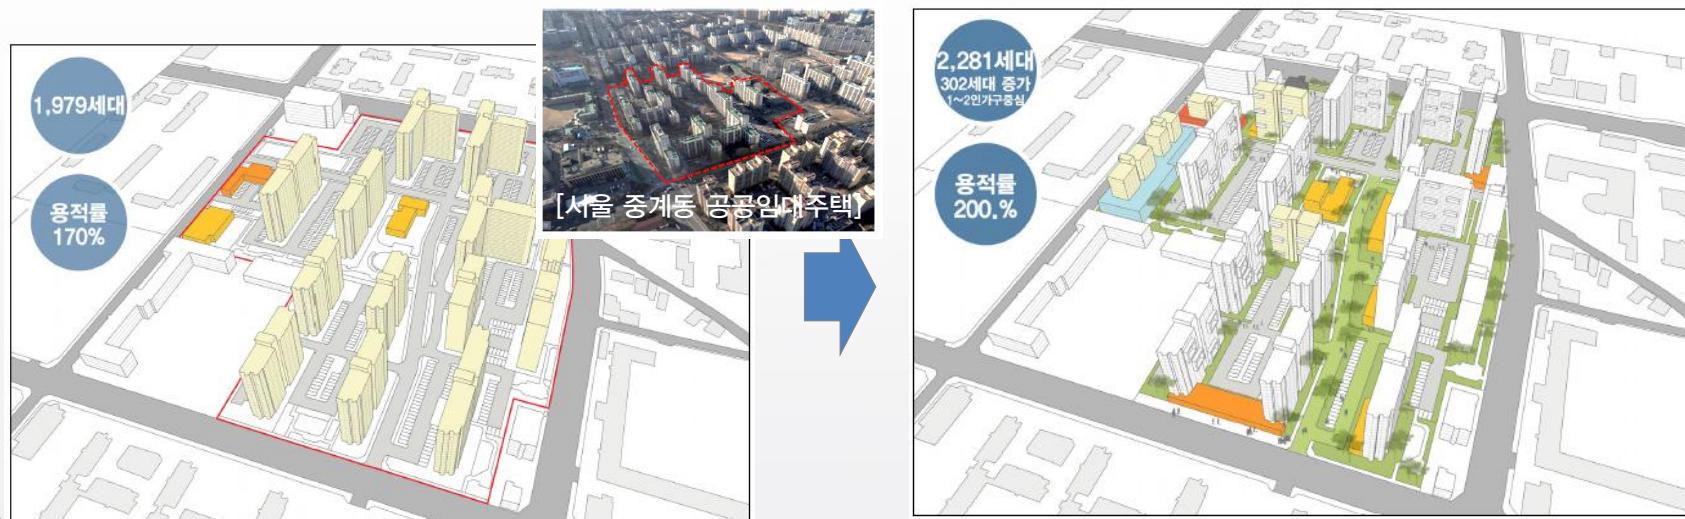 1,979세대
용적률
170%
[서울 중계동 공공임대주택]
2,281세대
302세대 증가
1~2인가구중심
용적률
200.%